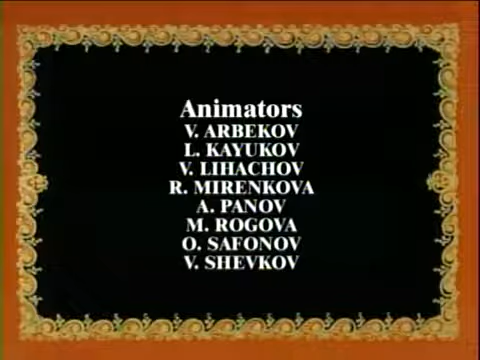 Animators
V. ARBEKOV
L. KAYUKOV
V. LIHACHOV
R. MIRENKOVA
A. PANOV
M. ROGOVA
O. SAFONOV
V. SHEVKOV